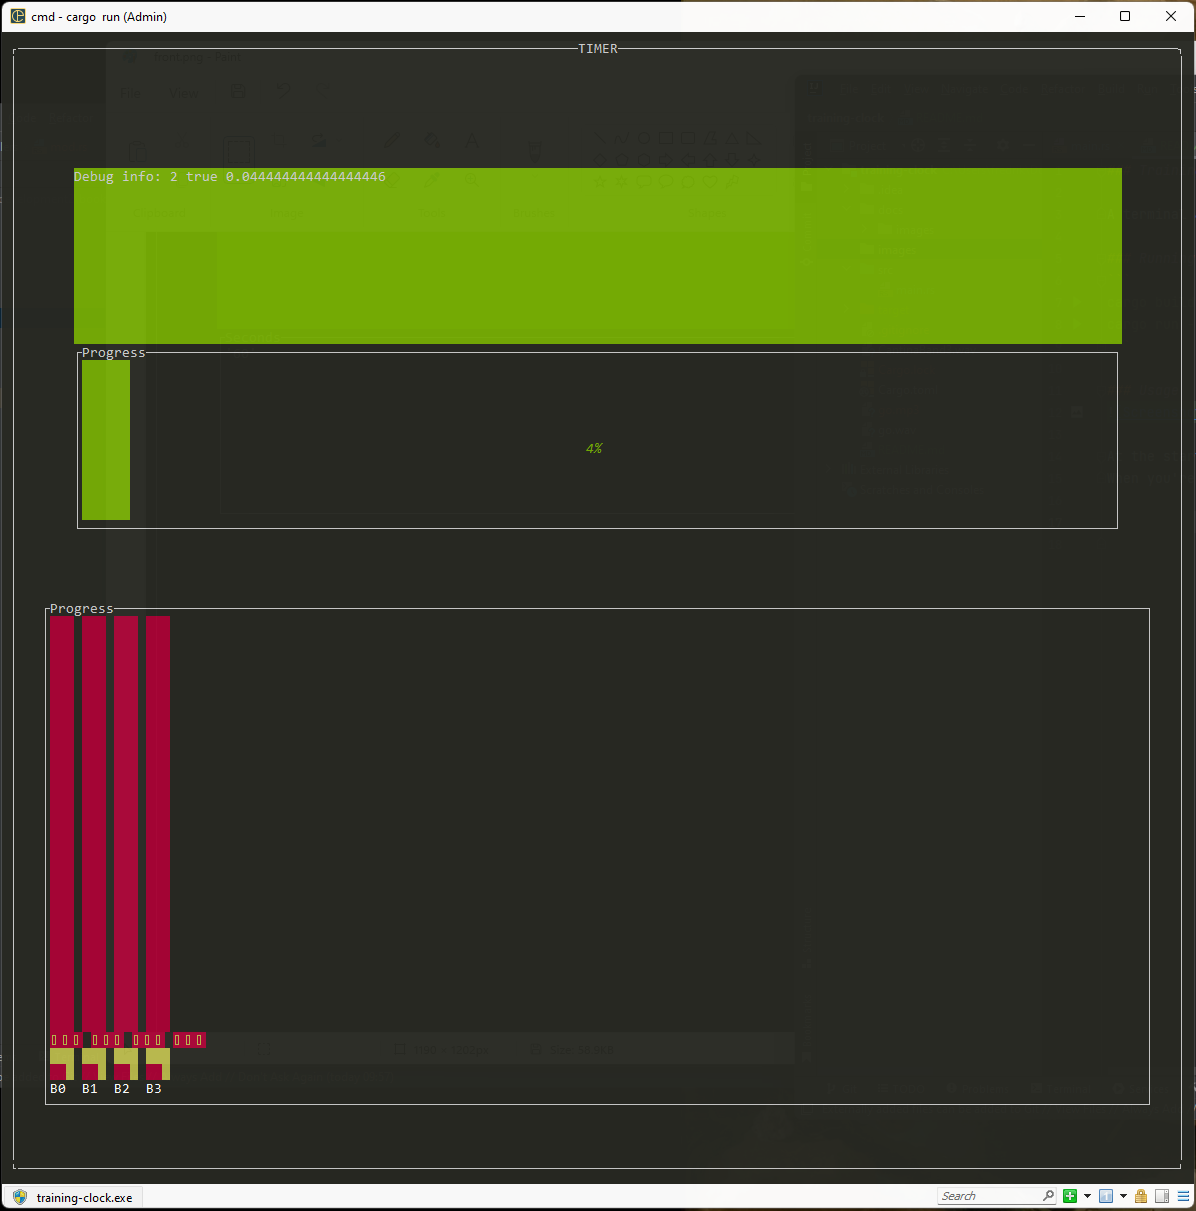 cmd - cargo  run (Admin)
TIMER
Debug info: 2 true 0.044444444444444446
Progress
4%
Progress
B0 B1 B2 B3
training-clock.exe
Search